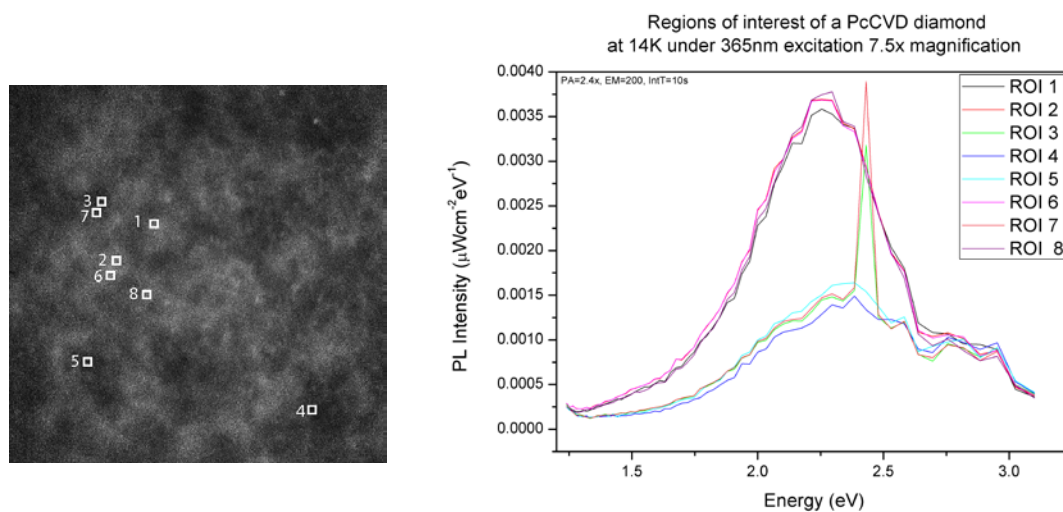 3
7
1
2
6
8
5
4
Regions of interest of a PcCVD diamond
at 14K under 365nm excitation 7.5x magnification
PA=2.4x, EM=200, IntT=10s
ROI 1
ROI 2
ROI 3
ROI 4
ROI 5
ROI 6
ROI 7
ROI 8
0.0040
0.0035
0.0030
0.0025
0.0020
0.0015
0.0010
0.0005
0.0000
PL Intensity (μWcm⁻²eV⁻¹)
1.5 2.0 2.5 3.0
Energy (eV)